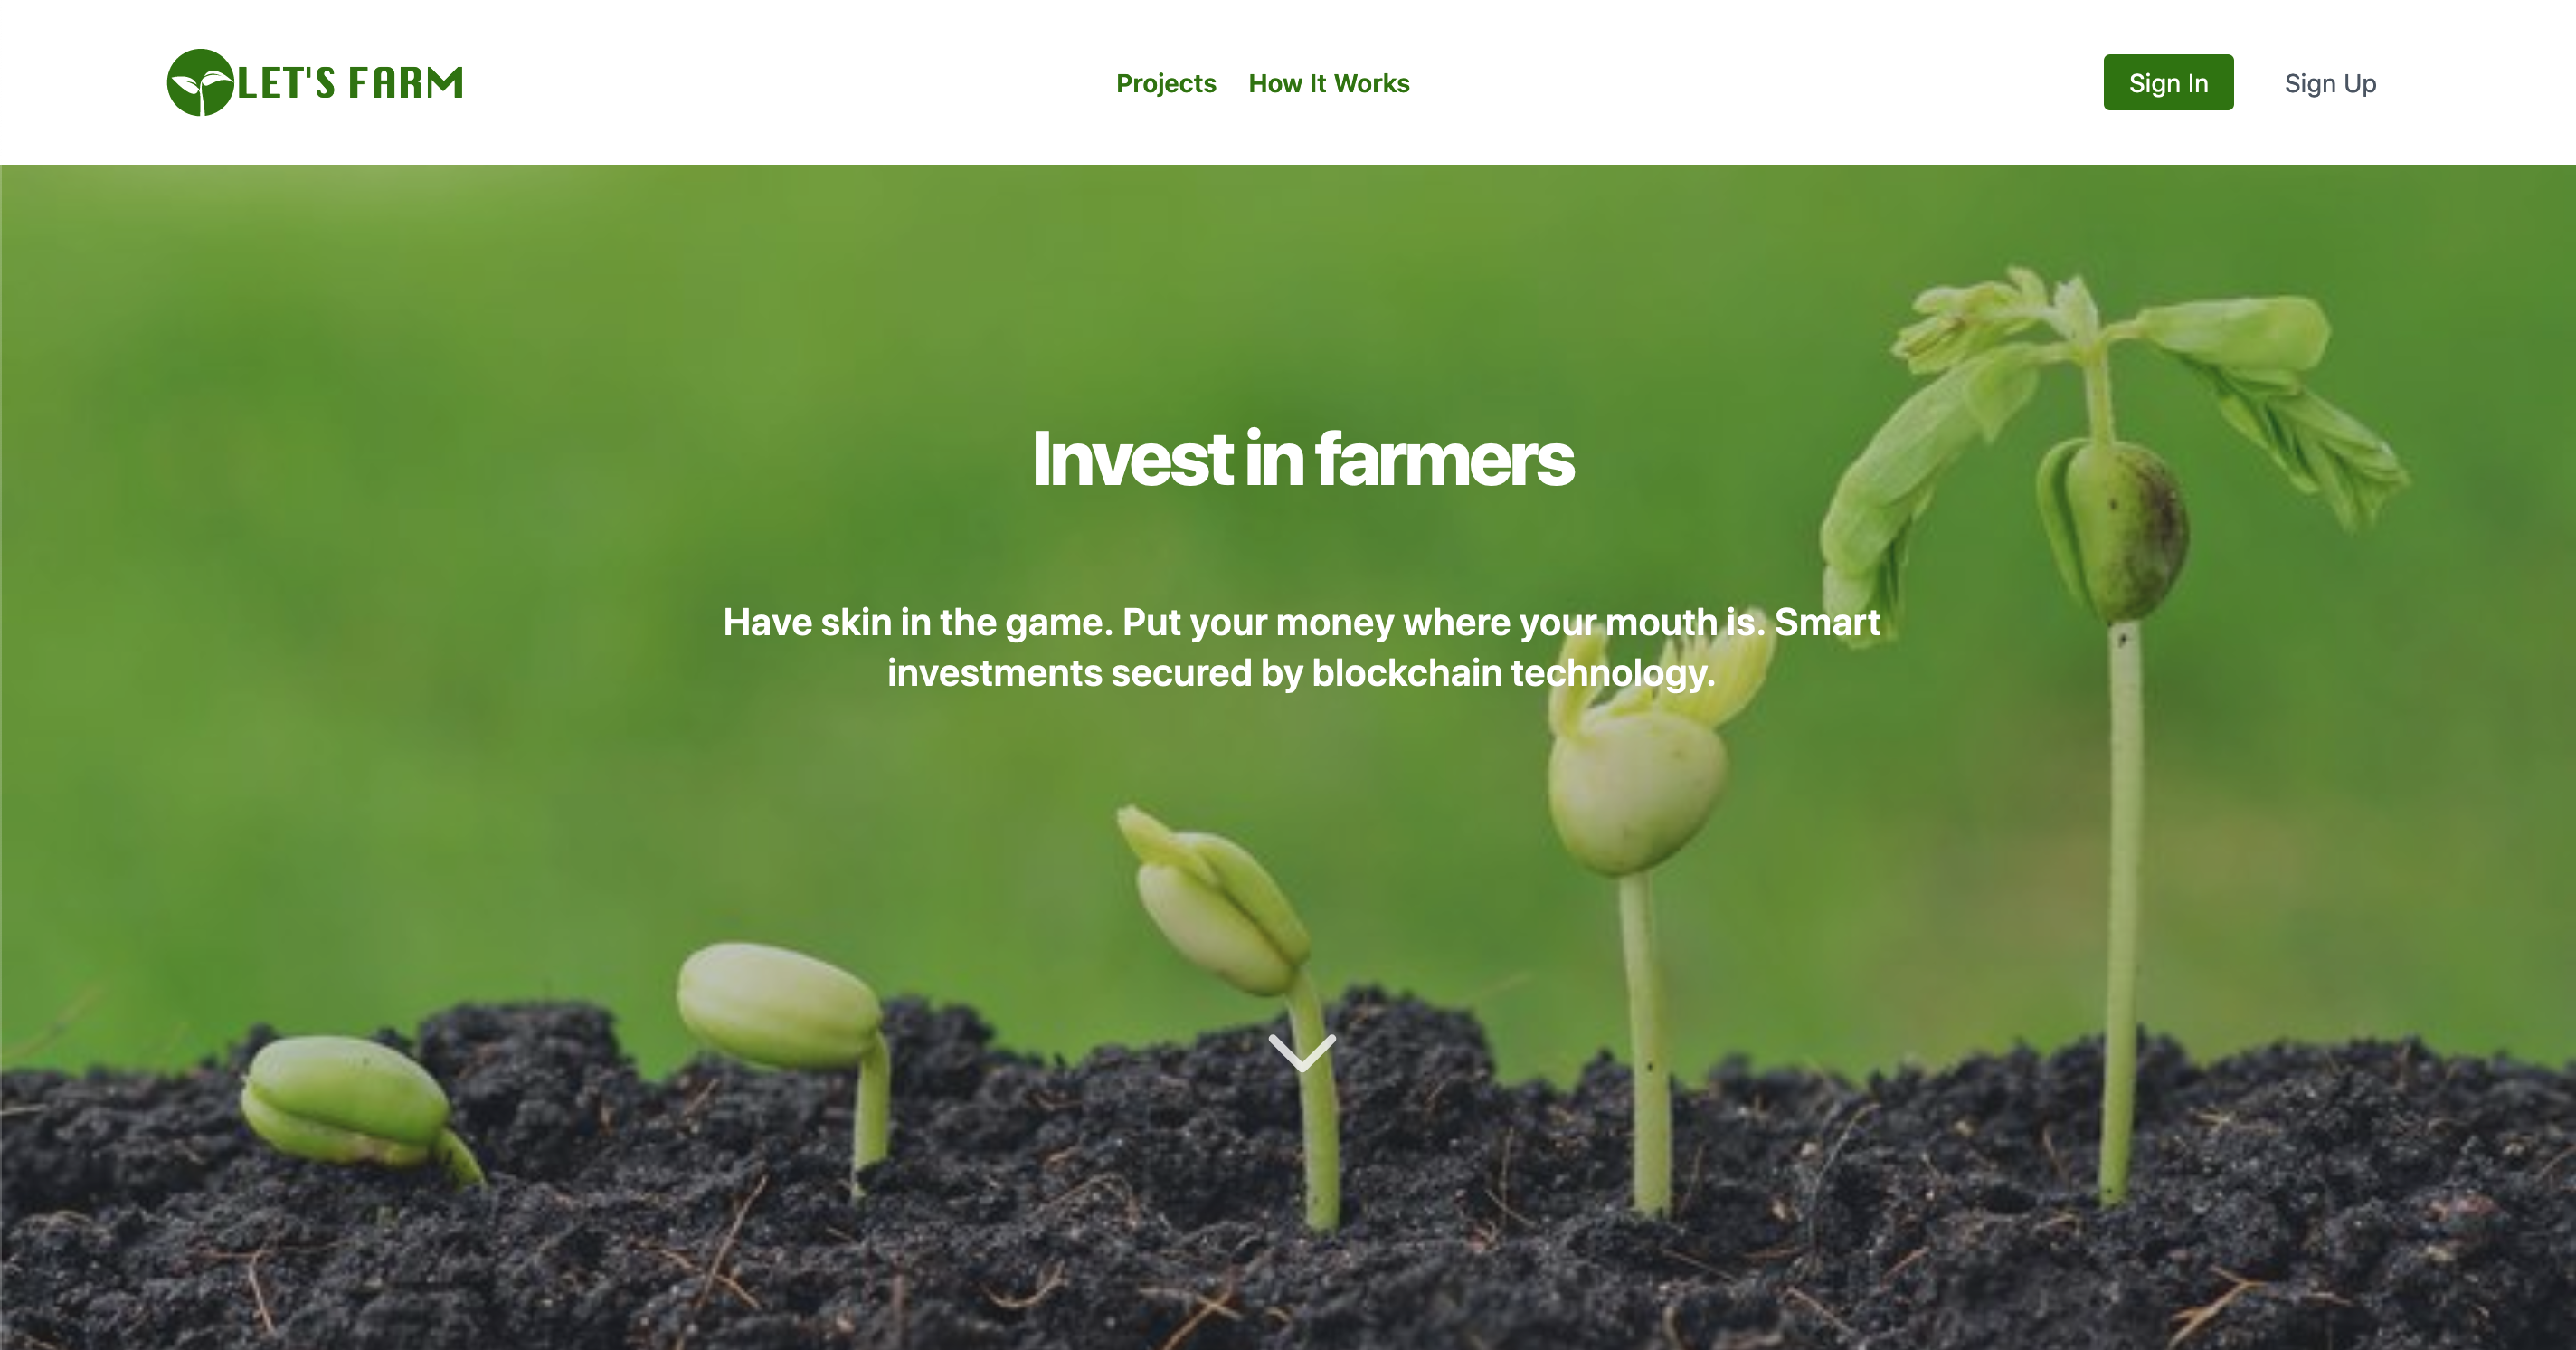 LET'S FARM
Projects
How It Works
Sign In
Sign Up
Invest in farmers
Have skin in the game. Put your money where your mouth is. Smart
investments secured by blockchain technology.